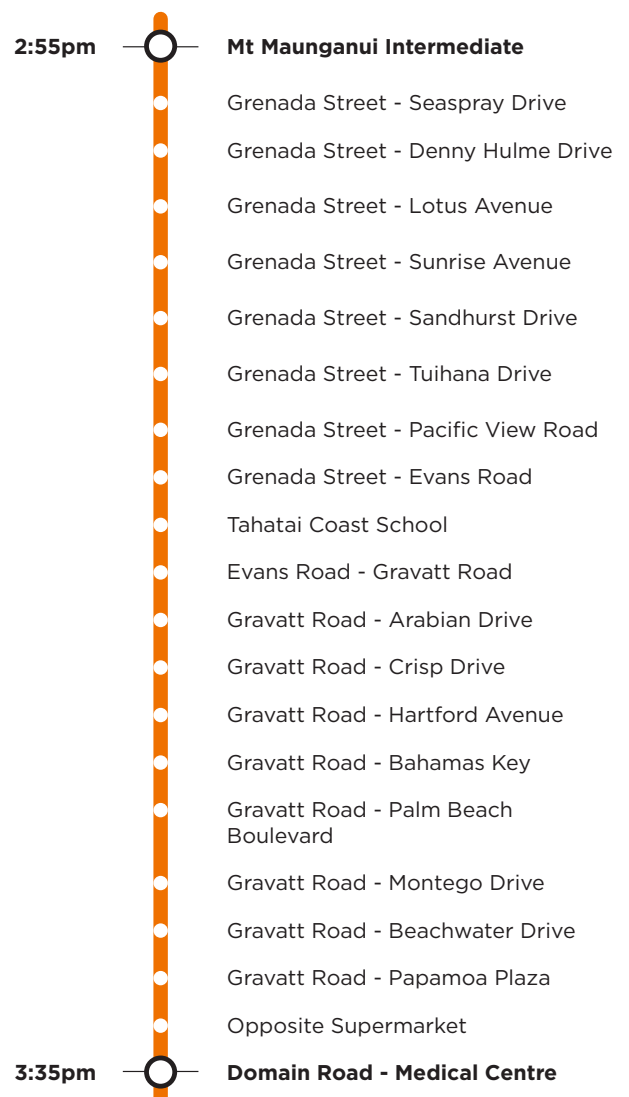 2:55pm Mt Maunganui Intermediate
Grenada Street - Seaspray Drive
Grenada Street - Denny Hulme Drive
Grenada Street - Lotus Avenue
Grenada Street - Sunrise Avenue
Grenada Street - Sandhurst Drive
Grenada Street - Tuihana Drive
Grenada Street - Pacific View Road
Grenada Street - Evans Road
Tahatai Coast School
Evans Road - Gravatt Road
Gravatt Road - Arabian Drive
Gravatt Road - Crisp Drive
Gravatt Road - Hartford Avenue
Gravatt Road - Bahamas Key
Gravatt Road - Palm Beach
Boulevard
Gravatt Road - Montego Drive
Gravatt Road - Beachwater Drive
Gravatt Road - Papamoa Plaza
Opposite Supermarket
3:35pm Domain Road - Medical Centre